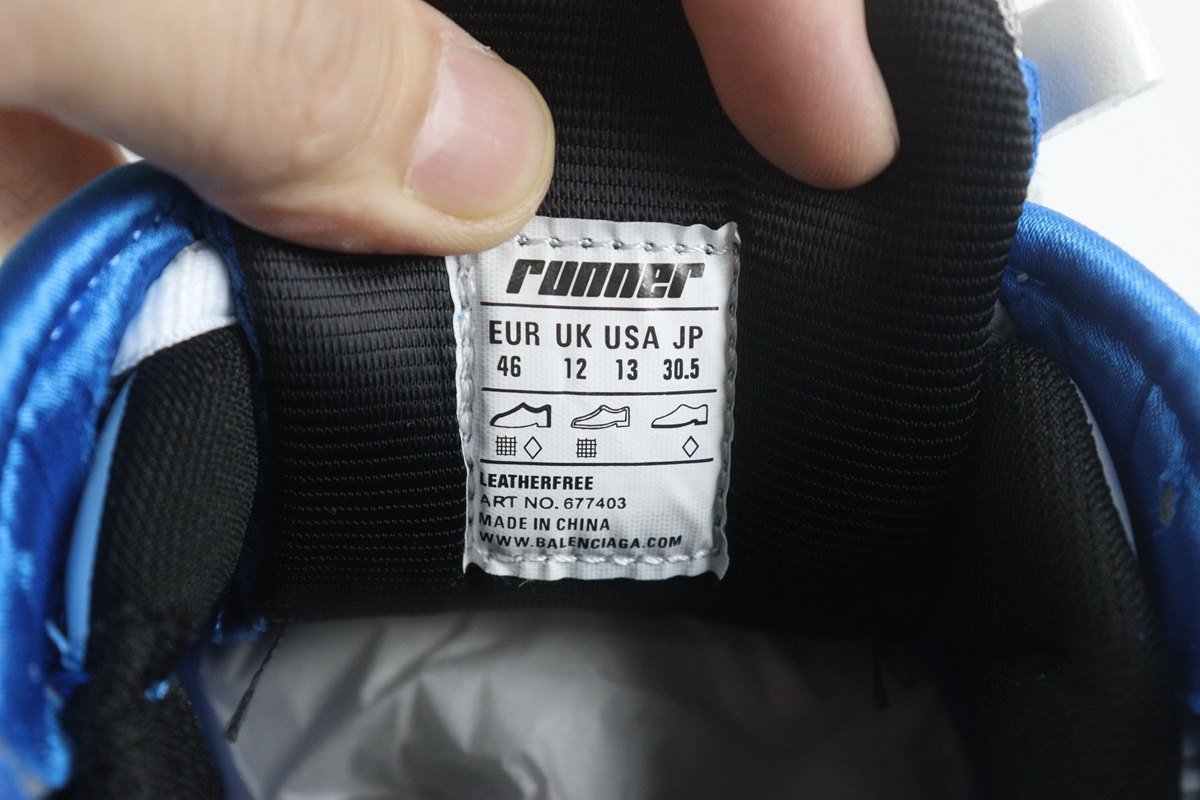 runner
EUR UK USA JP
46 12 13 30.5
LEATHERFREE
ART NO. 677403
MADE IN CHINA
WWW.BALENCIAGA.COM